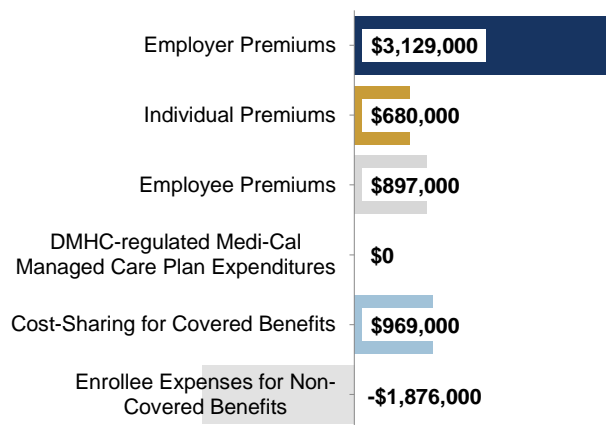 Employer Premiums $3,129,000
Individual Premiums $680,000
Employee Premiums $897,000
DMHC-regulated Medi-Cal
Managed Care Plan Expenditures $0
Cost-Sharing for Covered Benefits $969,000
Enrollee Expenses for Non-
Covered Benefits -$1,876,000